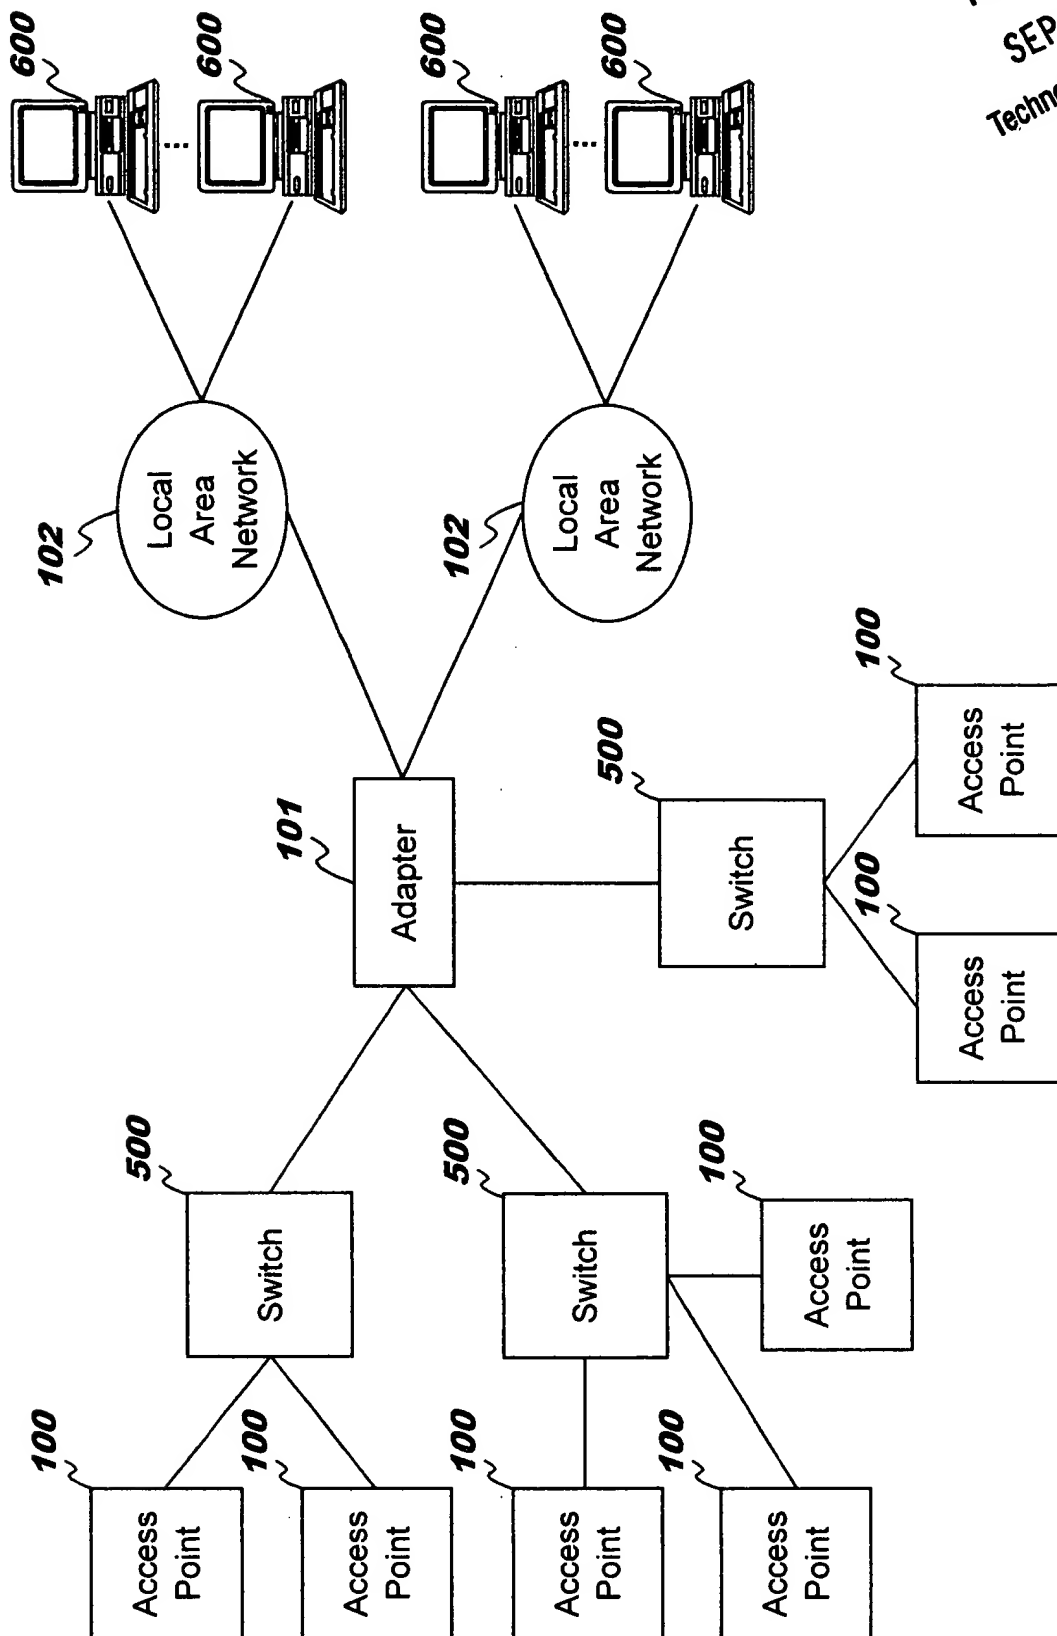 100
Access
Point
500
Switch
102
Local
Area
Network
600
...
600
100
Access
Point
101
Adapter
100
Access
Point
500
Switch
102
Local
Area
Network
600
...
600
100
Access
Point
100
Access
Point
500
Switch
100
Access
Point
100
Access
Point
SEP
Techno